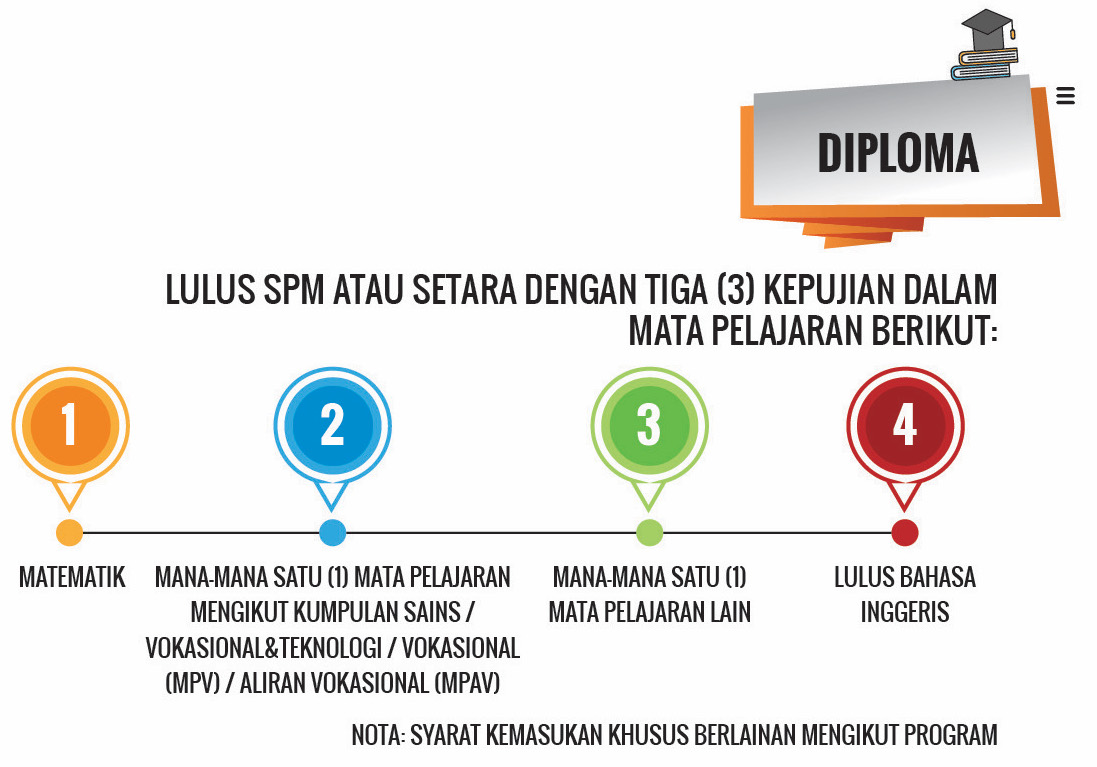 DIPLOMA
LULUS SPM ATAU SETARA DENGAN TIGA (3) KEPUJIAN DALAM
MATA PELAJARAN BERIKUT:
1
MATEMATIK
2
MANA-MANA SATU (1) MATA PELAJARAN
MENGIKUT KUMPULAN SAINS /
VOKASIONAL&TEKNOLOGI / VOKASIONAL
(MPV) / ALIRAN VOKASIONAL (MPAV)
3
MANA-MANA SATU (1)
MATA PELAJARAN LAIN
4
LULUS BAHASA
INGGERIS
NOTA: SYARAT KEMASUKAN KHUSUS BERLAINAN MENGIKUT PROGRAM